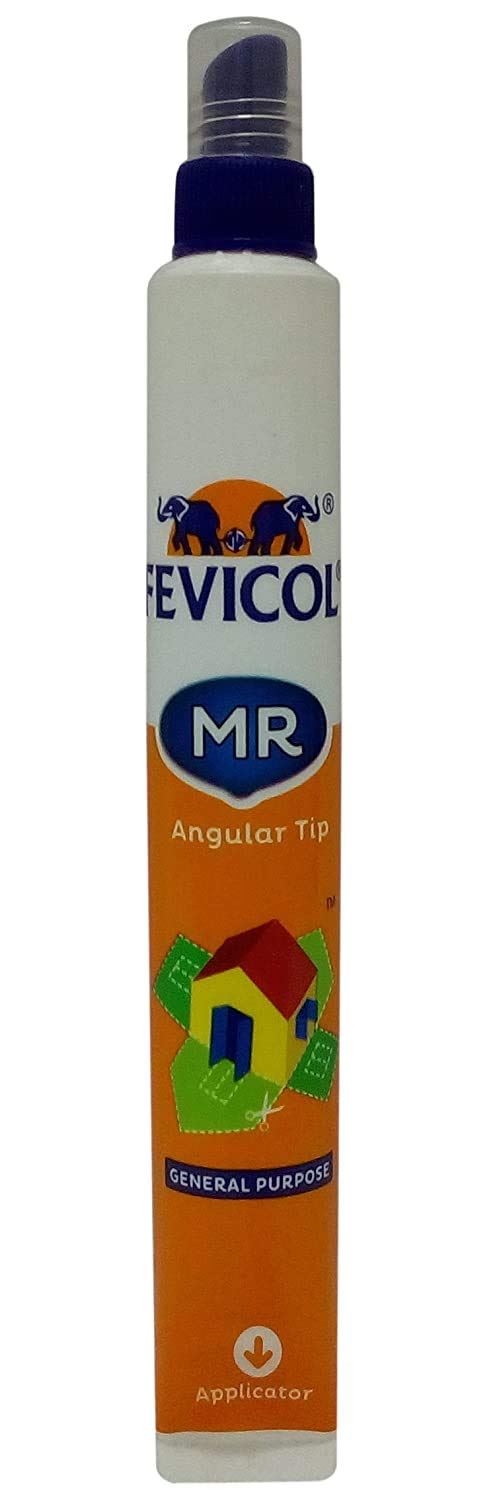 ®
FEVICOL®
MR
Angular Tip
TM
GENERAL PURPOSE
Applicator